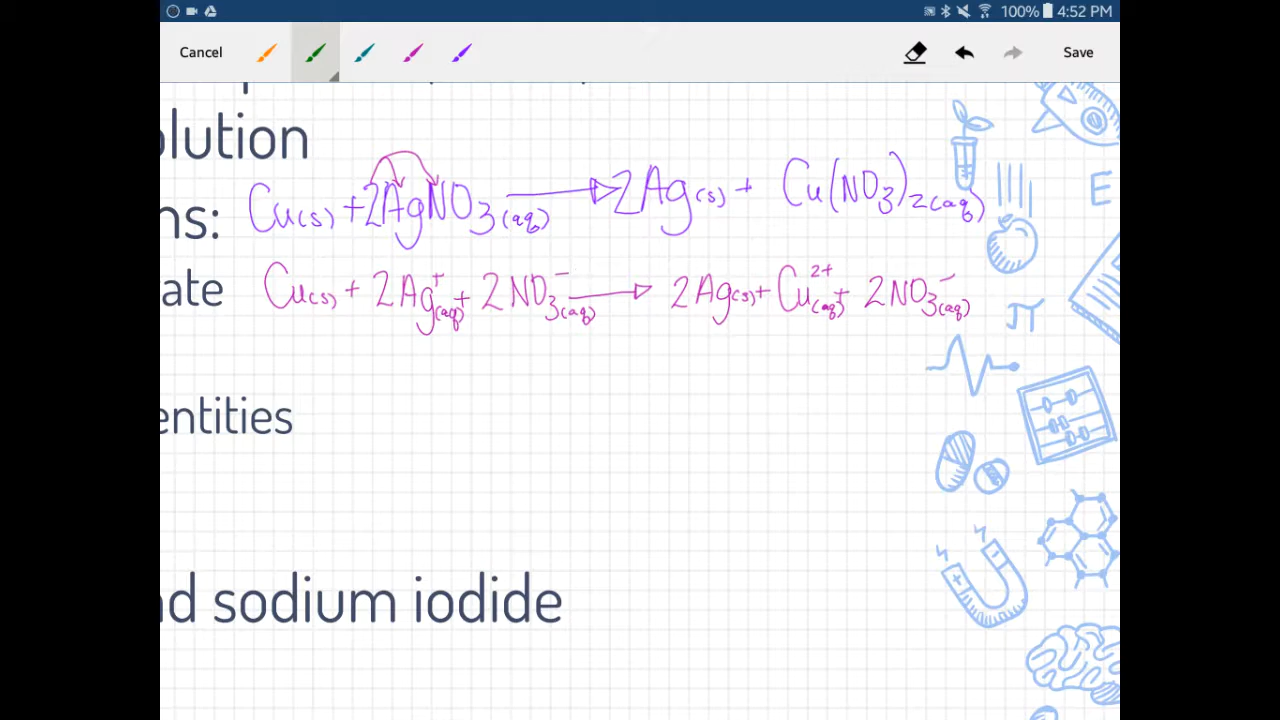 100% 4:52 PM
Cancel Save
olution
Cu(s) + 2AgNO₃(aq) → 2Ag(s) + Cu(NO₃)₂(aq)
ns:
ate
Cu(s) + 2Ag⁺(aq) + 2NO₃⁻(aq) → 2Ag(s) + Cu²⁺(aq) + 2NO₃⁻(aq)
entities
nd sodium iodide
E
π